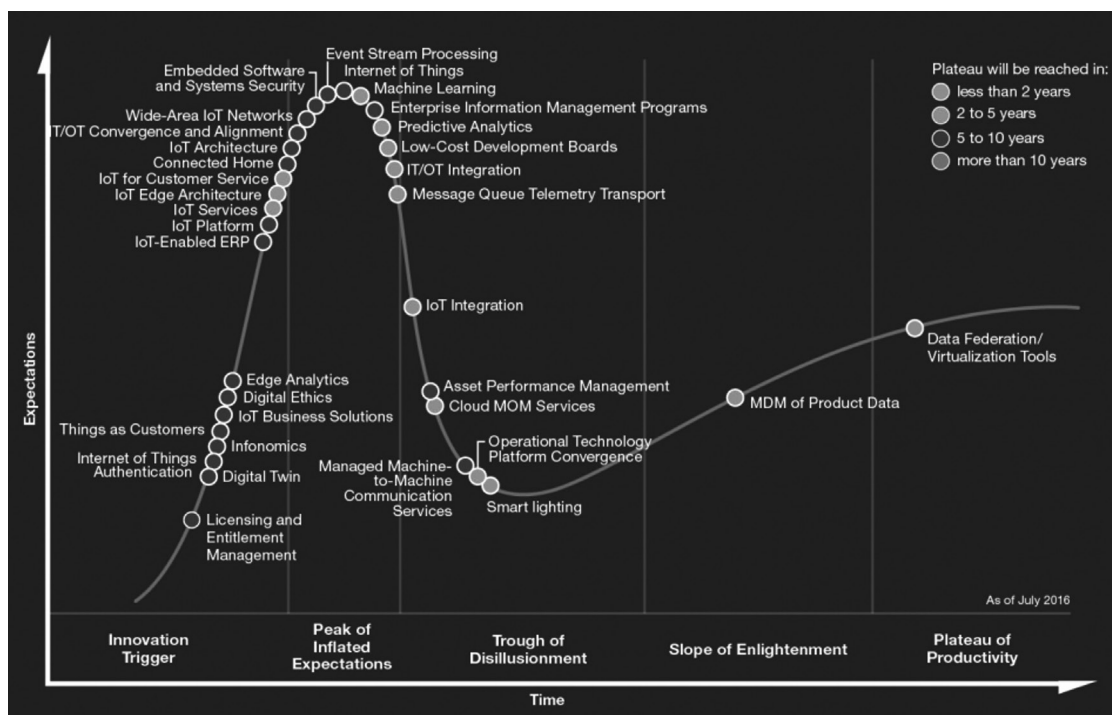 Event Stream Processing
Internet of Things
Embedded Software
and Systems Security
Machine Learning
Enterprise Information Management Programs
Wide-Area IoT Networks
Predictive Analytics
IT/OT Convergence and Alignment
IoT Architecture
Low-Cost Development Boards
Connected Home
IT/OT Integration
IoT for Customer Service
IoT Edge Architecture
Message Queue Telemetry Transport
IoT Services
IoT Platform
IoT-Enabled ERP
Plateau will be reached in:
less than 2 years
2 to 5 years
5 to 10 years
more than 10 years
IoT Integration
Data Federation/
Virtualization Tools
Edge Analytics
Asset Performance Management
Digital Ethics
Cloud MOM Services
MDM of Product Data
IoT Business Solutions
Things as Customers
Infonomics
Operational Technology
Platform Convergence
Internet of Things
Authentication
Digital Twin
Managed Machine-
to-Machine
Communication
Services
Smart lighting
Licensing and
Entitlement
Management
As of July 2016
Expectations
Innovation
Trigger
Peak of
Inflated
Expectations
Trough of
Disillusionment
Slope of Enlightenment
Plateau of
Productivity
Time